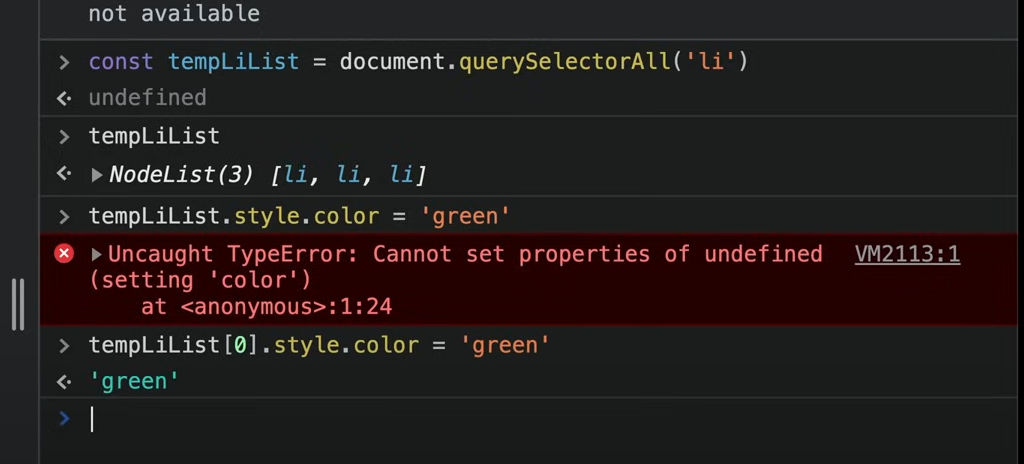 not available
> const tempLiList = document.querySelectorAll('li')
undefined
> tempLiList
NodeList(3) [li, li, li]
> tempLiList.style.color = 'green'
Uncaught TypeError: Cannot set properties of undefined VM2113:1
(setting 'color')
at <anonymous>:1:24
> tempLiList[0].style.color = 'green'
'green'
>